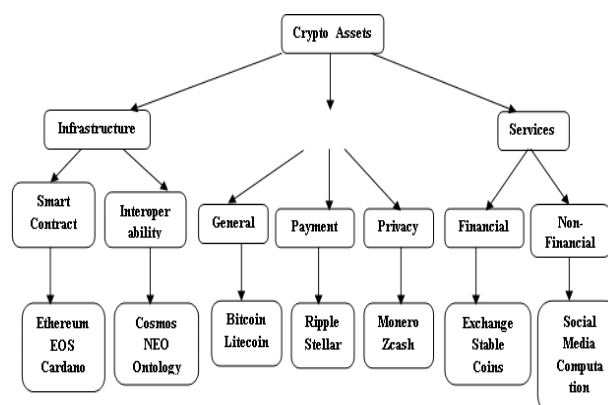 Crypto Assets
Infrastructure
Services
Smart
Contract
Interoper
ability
General
Payment
Privacy
Financial
Non-
Financial
Ethereum
EOS
Cardano
Cosmos
NEO
Ontology
Bitcoin
Litecoin
Ripple
Stellar
Monero
Zcash
Exchange
Stable
Coins
Social
Media
Computa
tion